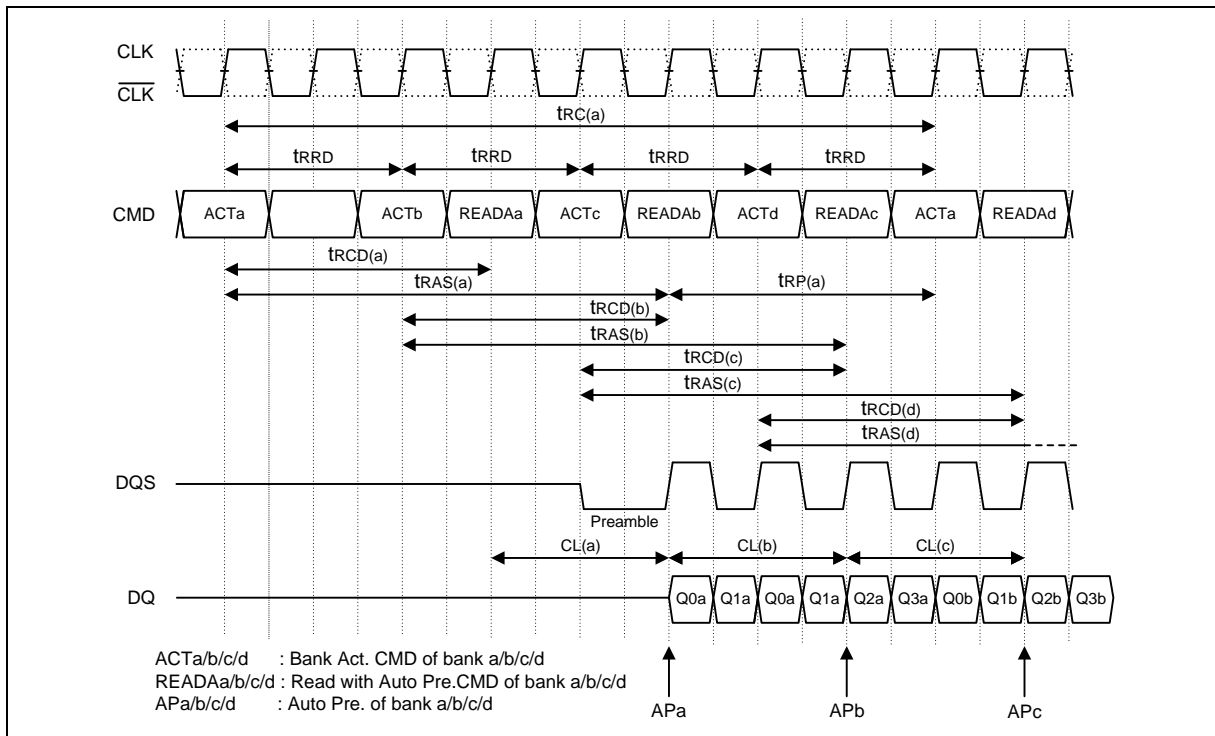 CLK
CLK
tRC(a)
tRRD tRRD tRRD tRRD
CMD ACTa ACTb READAa ACTc READAb ACTd READAc ACTa READAd
tRCD(a)
tRAS(a) tRP(a)
tRCD(b)
tRAS(b)
tRCD(c)
tRAS(c)
tRCD(d)
tRAS(d)
DQS
Preamble
CL(a) CL(b) CL(c)
DQ Q0a Q1a Q0a Q1a Q2a Q3a Q0b Q1b Q2b Q3b
ACTa/b/c/d : Bank Act. CMD of bank a/b/c/d
READAa/b/c/d : Read with Auto Pre.CMD of bank a/b/c/d
APa/b/c/d : Auto Pre. of bank a/b/c/d
APa APb APc